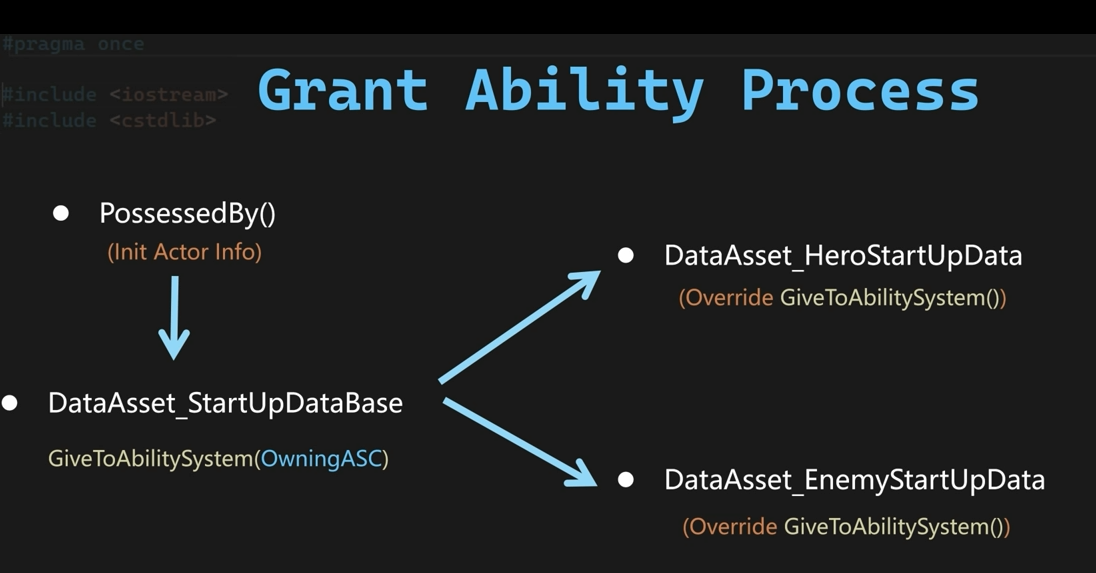 #pragma once
#include <iostream>
#include <cstdlib>
Grant Ability Process
PossessedBy()
(Init Actor Info)
DataAsset_StartUpDataBase
GiveToAbilitySystem(OwningASC)
DataAsset_HeroStartUpData
(Override GiveToAbilitySystem())
DataAsset_EnemyStartUpData
(Override GiveToAbilitySystem())